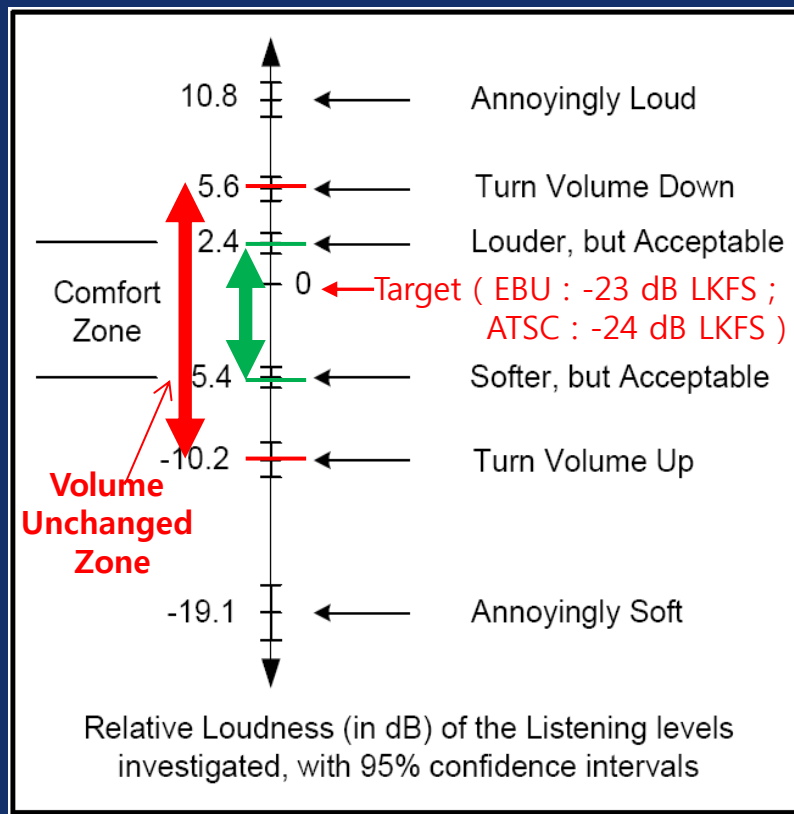 10.8 Annoyingly Loud
5.6 Turn Volume Down
2.4 Louder, but Acceptable
0 Target ( EBU : -23 dB LKFS ;
ATSC : -24 dB LKFS )
Comfort
Zone
5.4 Softer, but Acceptable
-10.2 Turn Volume Up
Volume
Unchanged
Zone
-19.1 Annoyingly Soft
Relative Loudness (in dB) of the Listening levels
investigated, with 95% confidence intervals